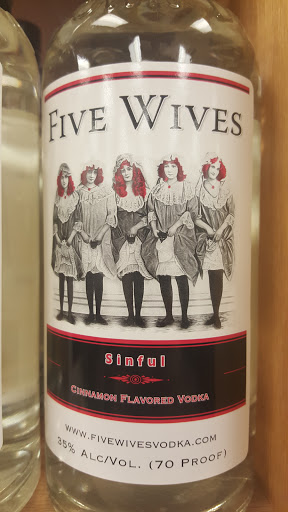 FIVE WIVES
Sinful
CINNAMON FLAVORED VODKA
WWW.FIVEWIVESVODKA.COM
35% ALC/VOL. (70 PROOF)